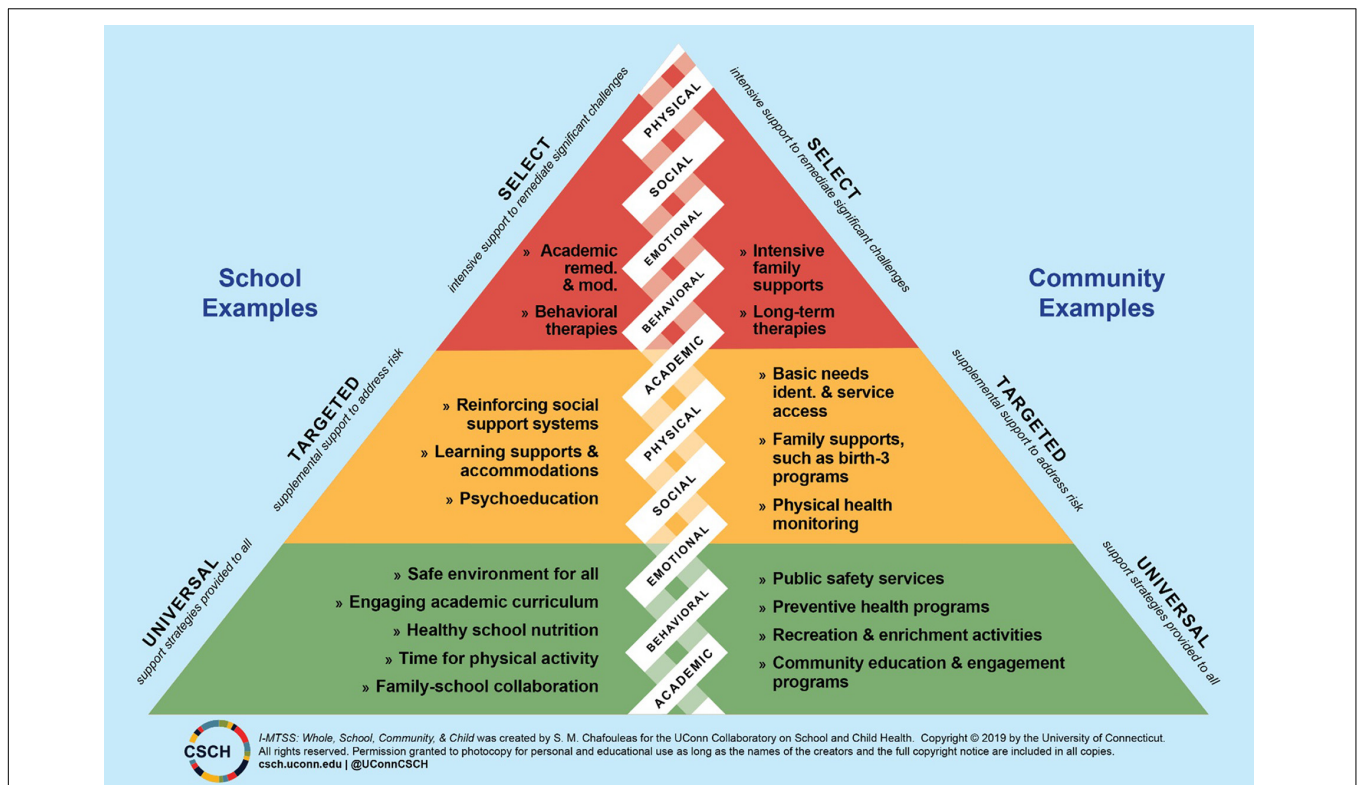 SELECT
intensive support to remediate significant challenges
SELECT
intensive support to remediate significant challenges
School
Examples
Community
Examples
PHYSICAL
SOCIAL
EMOTIONAL
BEHAVIORAL
ACADEMIC
PHYSICAL
SOCIAL
EMOTIONAL
BEHAVIORAL
ACADEMIC
» Academic
remed.
& mod.
» Behavioral
therapies
» Intensive
family
supports
» Long-term
therapies
TARGETED
supplemental support to address risk
TARGETED
supplemental support to address risk
» Reinforcing social
support systems
» Learning supports &
accommodations
» Psychoeducation
» Basic needs
ident. & service
access
» Family supports,
such as birth-3
programs
» Physical health
monitoring
UNIVERSAL
support strategies provided to all
UNIVERSAL
support strategies provided to all
» Safe environment for all
» Engaging academic curriculum
» Healthy school nutrition
» Time for physical activity
» Family-school collaboration
» Public safety services
» Preventive health programs
» Recreation & enrichment activities
» Community education & engagement
programs
CSCH
I-MTSS: Whole, School, Community, & Child was created by S. M. Chafouleas for the UConn Collaboratory on School and Child Health. Copyright © 2019 by the University of Connecticut.
All rights reserved. Permission granted to photocopy for personal and educational use as long as the names of the creators and the full copyright notice are included in all copies.
csch.uconn.edu | @UConnCSCH